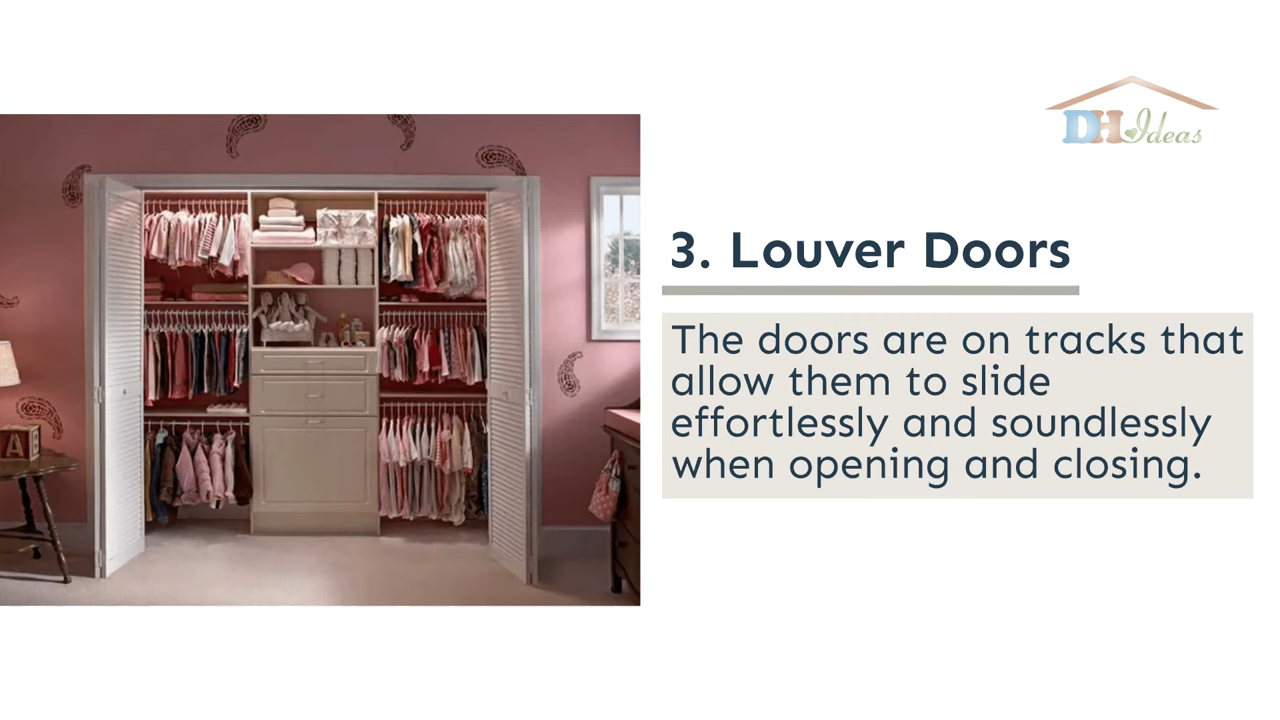 DH Ideas
3. Louver Doors
The doors are on tracks that
allow them to slide
effortlessly and soundlessly
when opening and closing.
A